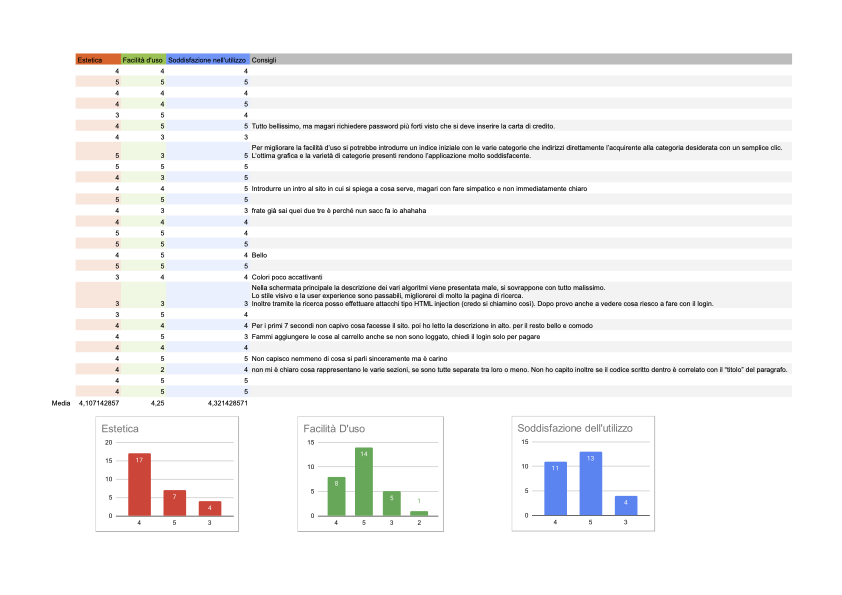 Estetica Facilità d'uso Soddisfazione nell'utilizzo Consigli
4 4 4
5 5 5
4 4 4
4 4 5
3 5 4
4 5 5 Tutto bellissimo, ma magari richiedere password più forti visto che si deve inserire la carta di credito.
4 3 3
Per migliorare la facilità d'uso si potrebbe introdurre un indice iniziale con le varie categorie che indirizzi direttamente l'acquirente alla categoria desiderata con un semplice clic.
5 3 5 L'ottima grafica e la varietà di categorie presenti rendono l'applicazione molto soddisfacente.
5 5 5
4 3 5
4 4 5 Introdurre un intro al sito in cui si spiega a cosa serve, magari con fare simpatico e non immediatamente chiaro
5 5 5
4 3 3 frate già sai quei due tre è perché nun sacc fa io ahahaha
4 4 4
5 5 4
5 5 5
4 5 4 Bello
5 5 5
3 4 4 Colori poco accattivanti
Nella schermata principale la descrizione dei vari algoritmi viene presentata male, si sovrappone con tutto malissimo.
Lo stile visivo e la user experience sono passabili, migliorerei di molto la pagina di ricerca.
3 3 3 Inoltre tramite la ricerca posso effettuare attacchi tipo HTML injection (credo si chiamino così). Dopo provo anche a vedere cosa riesco a fare con il login.
3 5 4
4 4 4 Per i primi 7 secondi non capivo cosa facesse il sito. poi ho letto la descrizione in alto. per il resto bello e comodo
4 5 3 Fammi aggiungere le cose al carrello anche se non sono loggato, chiedi il login solo per pagare
4 4 4
4 5 5 Non capisco nemmeno di cosa si parli sinceramente ma è carino
4 2 4 non mi è chiaro cosa rappresentano le varie sezioni, se sono tutte separate tra loro o meno. Non ho capito inoltre se il codice scritto dentro è correlato con il "titolo" del paragrafo.
4 5 5
4 5 5
Media 4,107142857 4,25 4,321428571
Estetica
20
15
10
5
0
17
7
4
4 5 3
Facilità D'uso
15
10
5
0
8
14
5
1
4 5 3 2
Soddisfazione dell'utilizzo
15
10
5
0
11
13
4
4 5 3